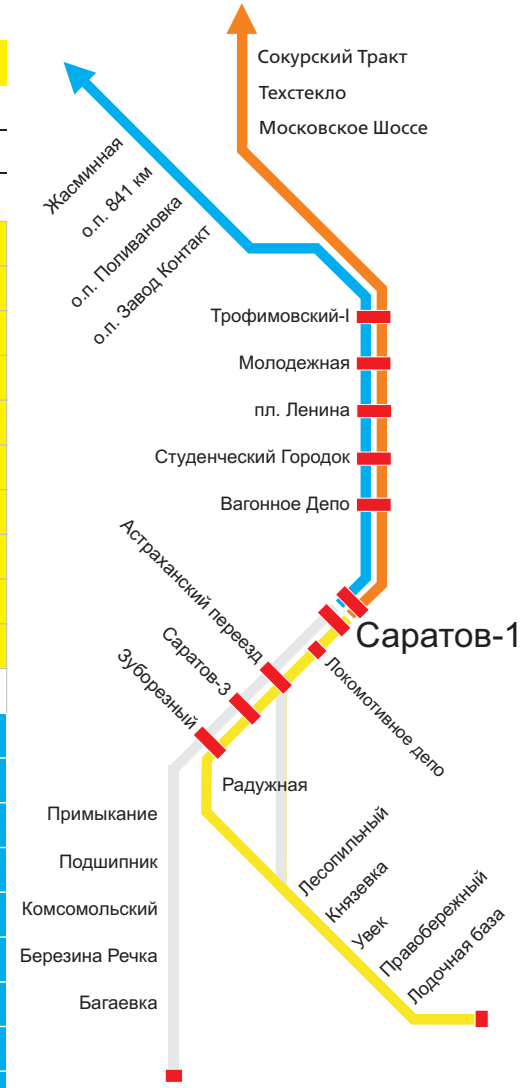 Сокурский Тракт
Техстекло
Московское Шоссе
Жасминная
о.п. 841 км
о.п. Поливановка
о.п. Завод Контакт
Трофимовский-I
Молодежная
пл. Ленина
Студенческий Городок
Вагонное Депо
Астраханский переезд
Саратов-1
Саратов-3
Зуборезный
Локомотивное депо
Радужная
Примыкание
Подшипник
Комсомольский
Березина Речка
Багаевка
Лесопильный
Князевка
Увек
Правобережный
Лодочная база